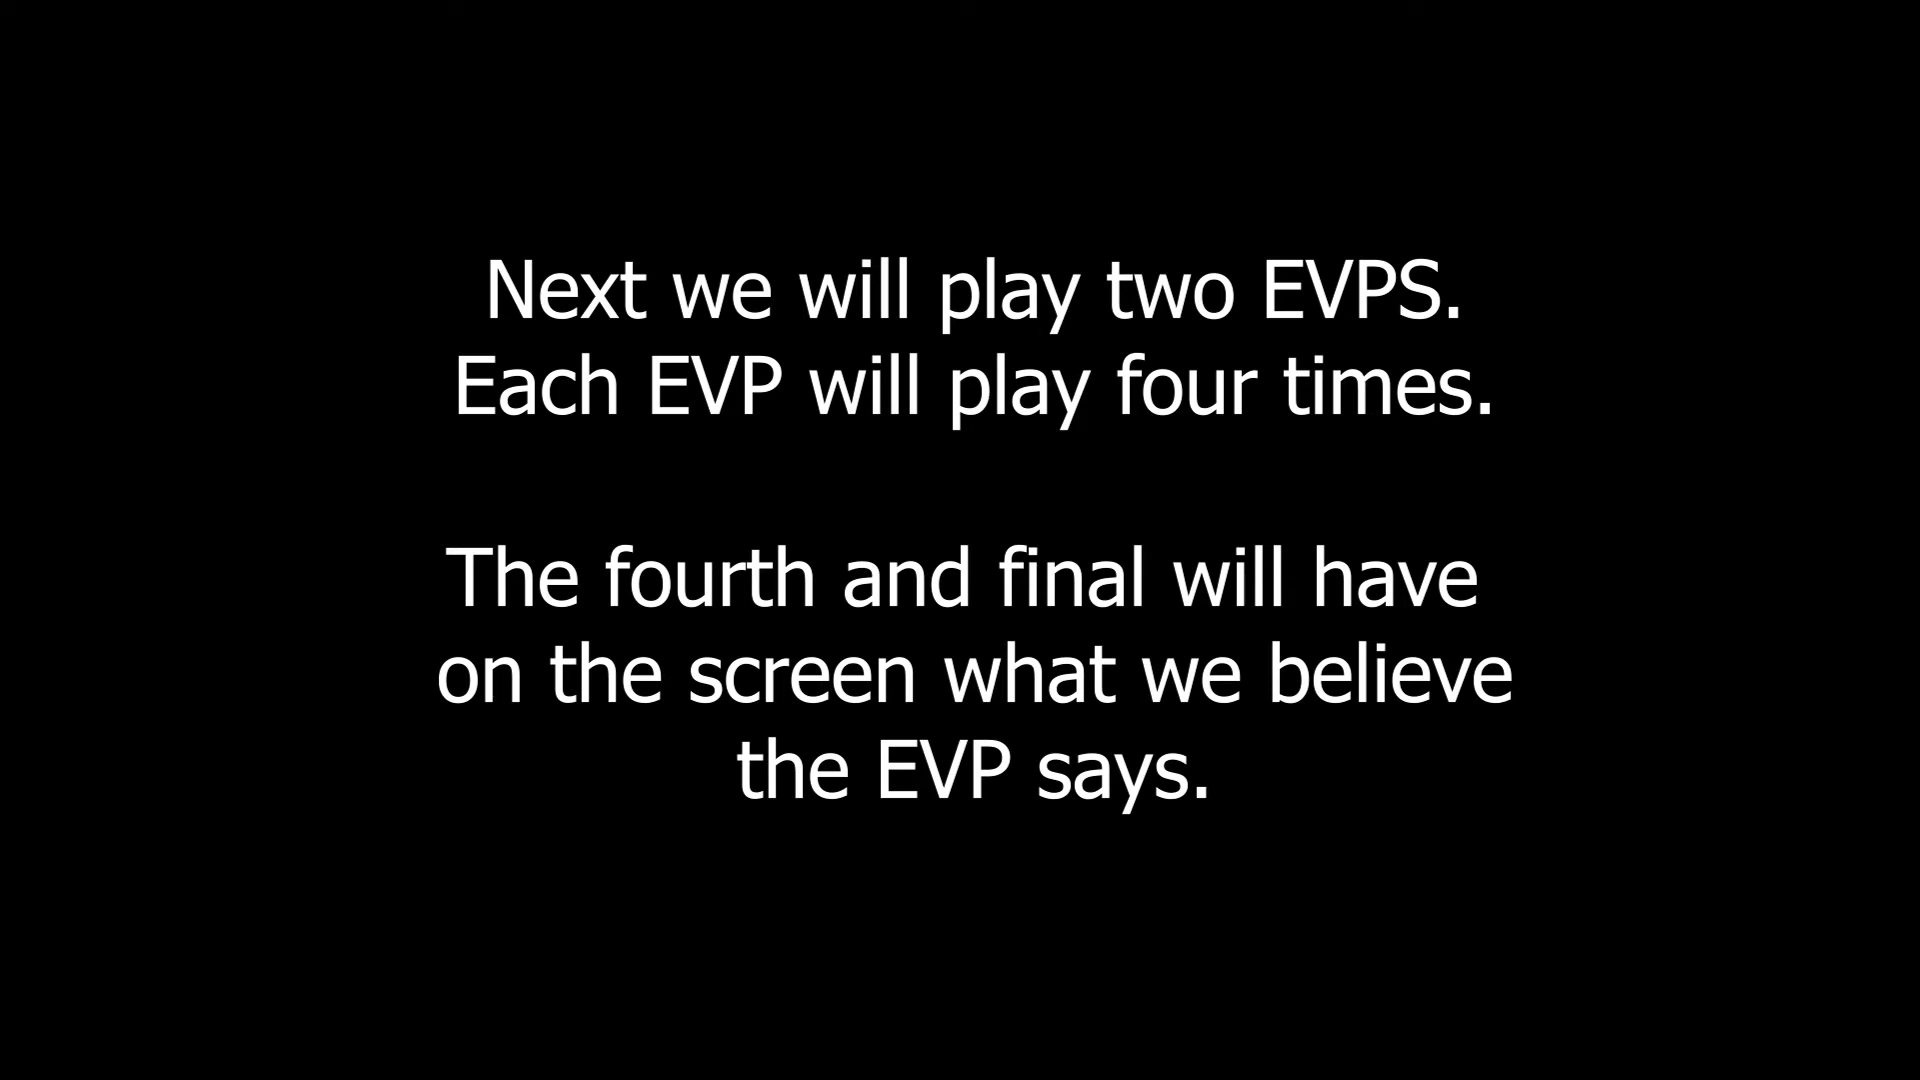 Next we will play two EVPS.
Each EVP will play four times.
The fourth and final will have
on the screen what we believe
the EVP says.